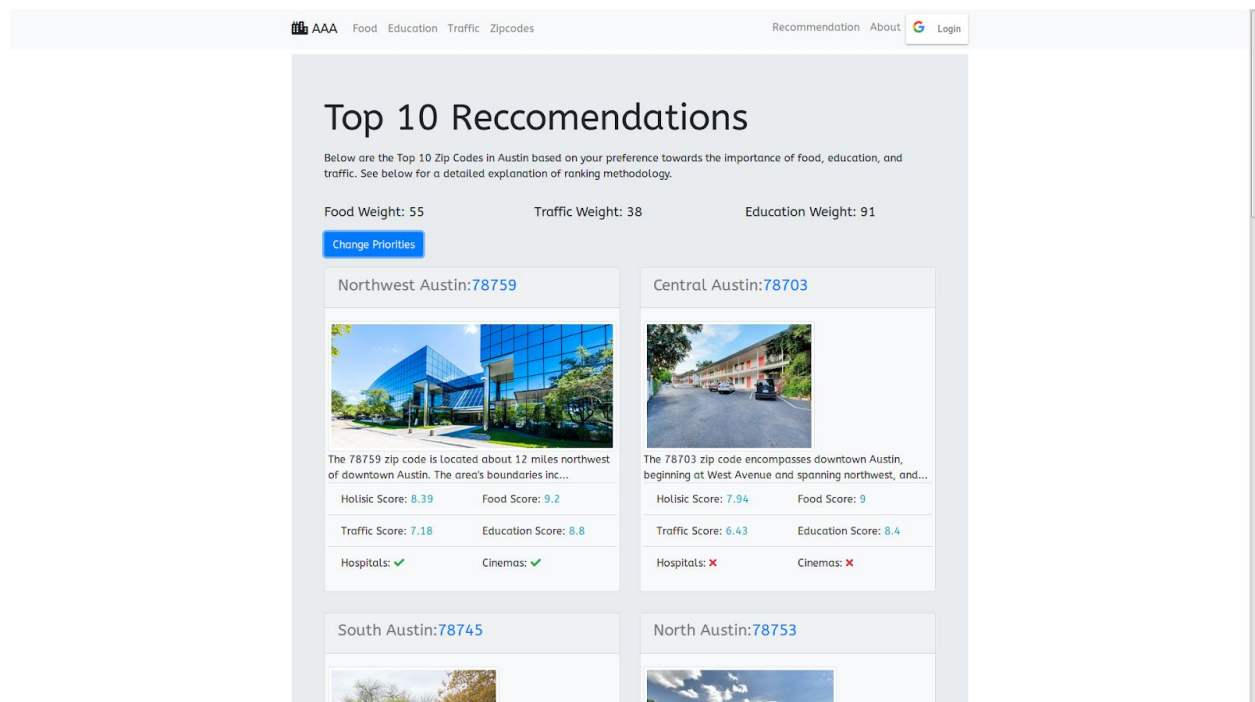 AAA Food Education Traffic Zipcodes Recommendation About Login
Top 10 Reccomendations
Below are the Top 10 Zip Codes in Austin based on your preference towards the importance of food, education, and
traffic. See below for a detailed explanation of ranking methodology.
Food Weight: 55 Traffic Weight: 38 Education Weight: 91
Change Priorities
Northwest Austin:78759
The 78759 zip code is located about 12 miles northwest
of downtown Austin. The area's boundaries inc...
Holisic Score: 8.39 Food Score: 9.2
Traffic Score: 7.18 Education Score: 8.8
Hospitals: ✔ Cinemas: ✔
Central Austin:78703
The 78703 zip code encompasses downtown Austin,
beginning at West Avenue and spanning northwest, and...
Holisic Score: 7.94 Food Score: 9
Traffic Score: 6.43 Education Score: 8.4
Hospitals: ✖ Cinemas: ✖
South Austin:78745
North Austin:78753